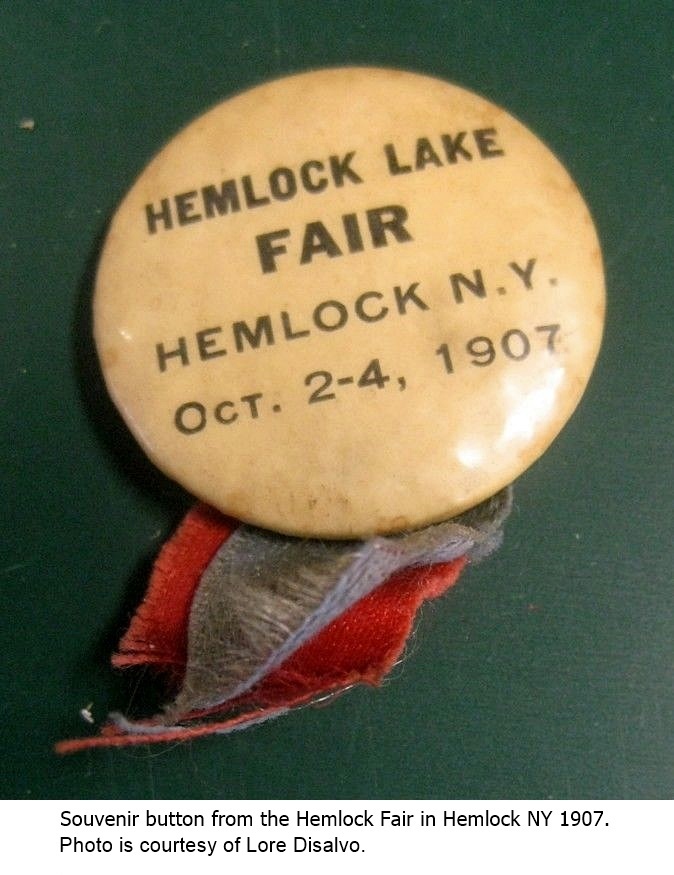 HEMLOCK LAKE
FAIR
HEMLOCK N.Y.
OCT. 2-4, 1907
Souvenir button from the Hemlock Fair in Hemlock NY 1907.
Photo is courtesy of Lore Disalvo.